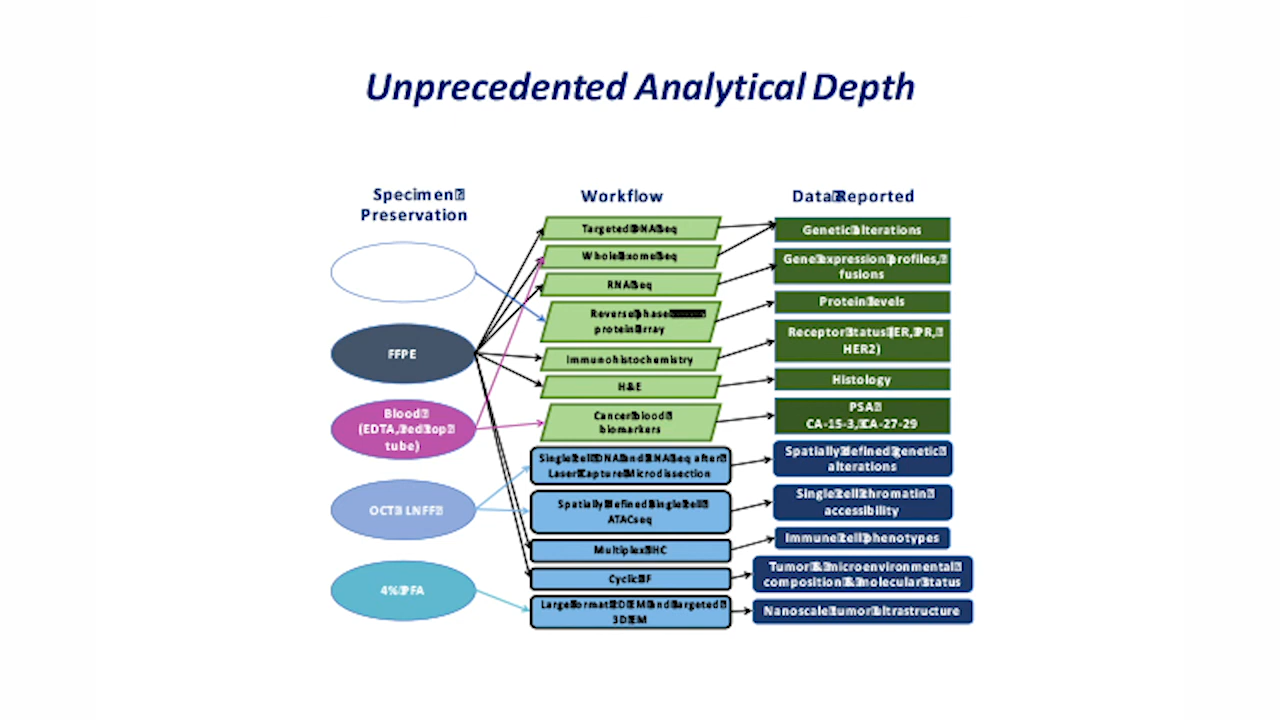 Unprecedented Analytical Depth
Specimen
Preservation
Workflow
Data Reported
Targeted DNA Seq
Genetic alterations
Whole exome Seq
Gene expression profiles,
fusions
RNA Seq
Protein levels
Reverse phase
protein array
Receptor Status (ER, PR,
HER2)
FFPE
Immunohistochemistry
Histology
H&E
Blood
(EDTA, red top
tube)
Cancer blood
biomarkers
PSA
CA-15-3, CA-27-29
Single cell DNA and RNA Seq after
Laser Capture Microdissection
Spatially defined genetic
alterations
OCT LNFF
Spatially Defined Single Cell
ATACseq
Single cell chromatin
accessibility
Multiplex IHC
Immune cell phenotypes
Cyclic IF
Tumor & microenvironmental
composition & molecular status
4% PFA
Large format 2D EM and targeted
3D EM
Nanoscale tumor ultrastructure